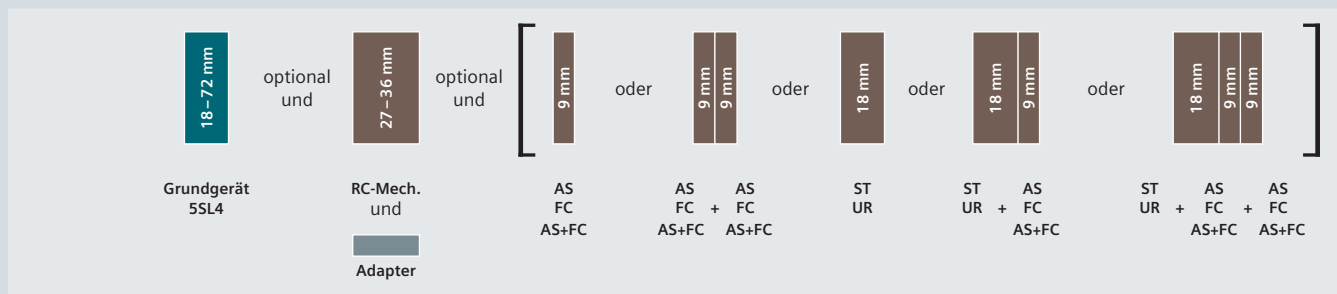 18–72 mm
optional
und
27–36 mm
optional
und
9 mm
oder
9 mm
9 mm
oder
18 mm
oder
18 mm
9 mm
oder
18 mm
9 mm
9 mm
Grundgerät
5SL4
RC-Mech.
und
Adapter
AS
FC
AS+FC
AS AS
FC + FC
AS+FC AS+FC
ST
UR
ST AS
UR + FC
AS+FC
ST AS AS
UR + FC + FC
AS+FC AS+FC